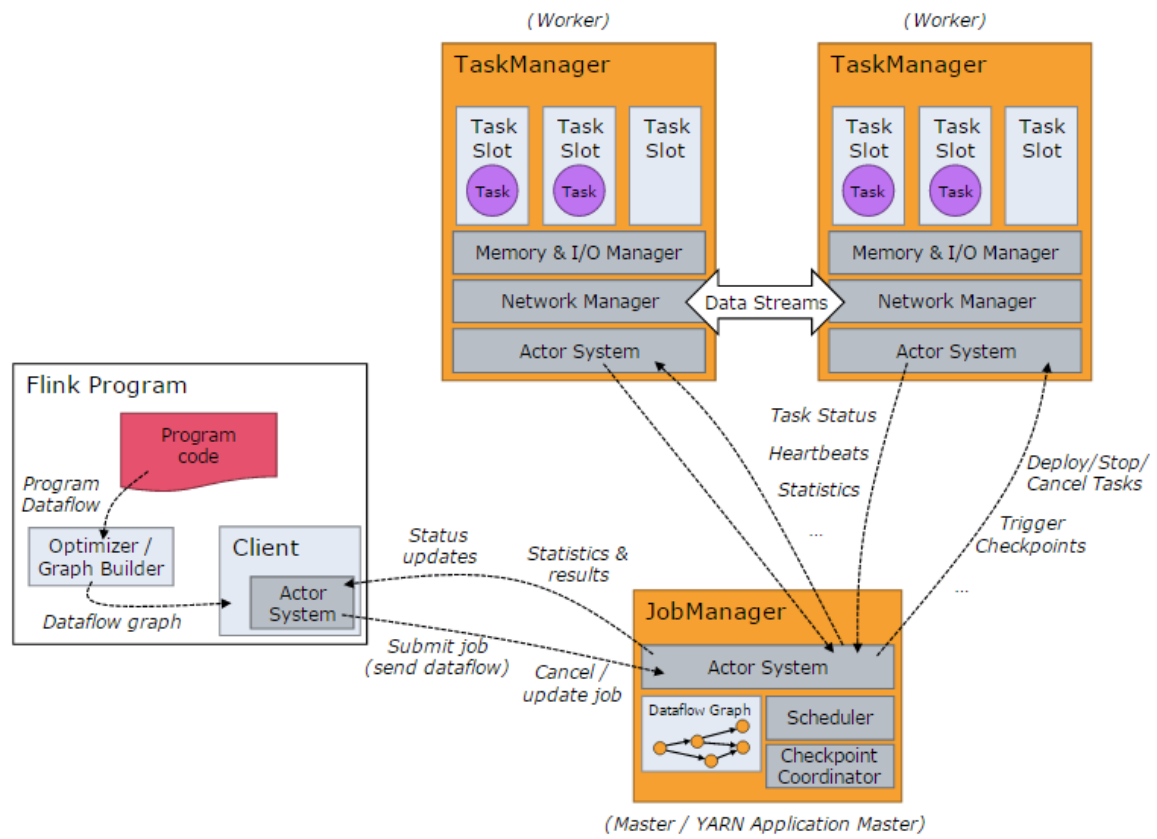 (Worker)
(Worker)
TaskManager
TaskManager
Task
Slot
Task
Slot
Task
Slot
Task
Slot
Task
Slot
Task
Slot
Task
Task
Task
Task
Memory & I/O Manager
Memory & I/O Manager
Network Manager
Data Streams
Network Manager
Actor System
Actor System
Flink Program
Program
code
Program
Dataflow
Optimizer /
Graph Builder
Dataflow graph
Client
Actor
System
Status
updates
Statistics &
results
Submit job
(send dataflow)
Cancel /
update job
Task Status
Heartbeats
Statistics
...
Deploy/Stop/
Cancel Tasks
Trigger
Checkpoints
...
JobManager
Actor System
Dataflow Graph
Scheduler
Checkpoint
Coordinator
(Master / YARN Application Master)